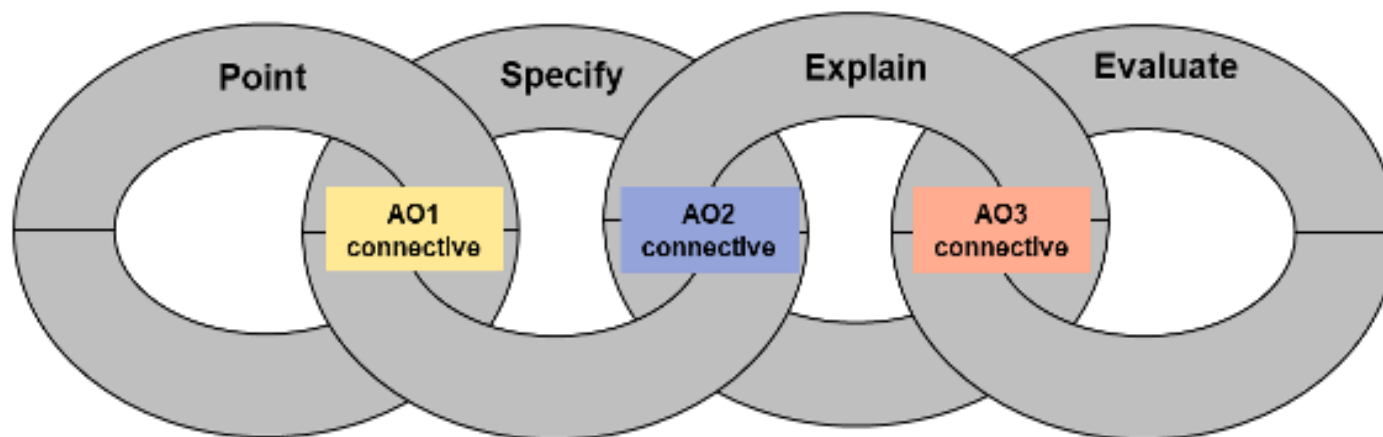 Point
Specify
Explain
Evaluate
AO1
connective
AO2
connective
AO3
connective